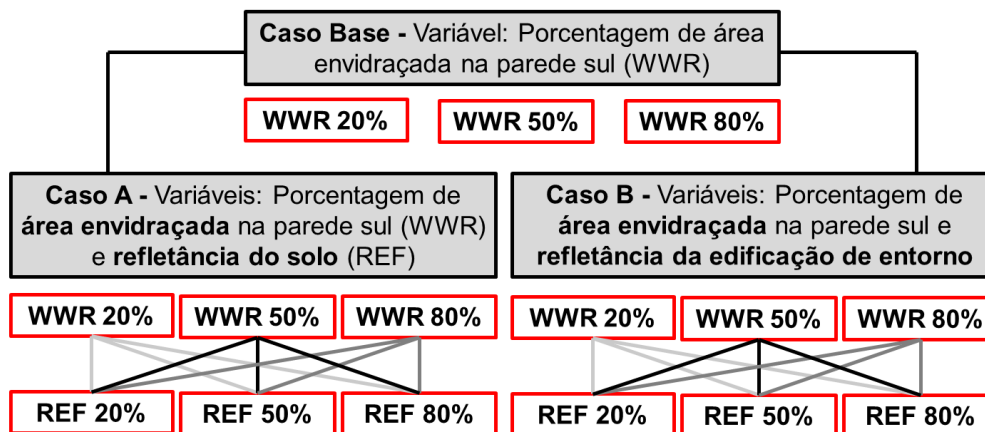 Caso Base - Variável: Porcentagem de área
envidraçada na parede sul (WWR)
WWR 20%
WWR 50%
WWR 80%
Caso A - Variáveis: Porcentagem de
área envidraçada na parede sul (WWR)
e refletância do solo (REF)
WWR 20%
WWR 50%
WWR 80%
REF 20%
REF 50%
REF 80%
Caso B - Variáveis: Porcentagem de
área envidraçada na parede sul e
refletância da edificação de entorno
WWR 20%
WWR 50%
WWR 80%
REF 20%
REF 50%
REF 80%